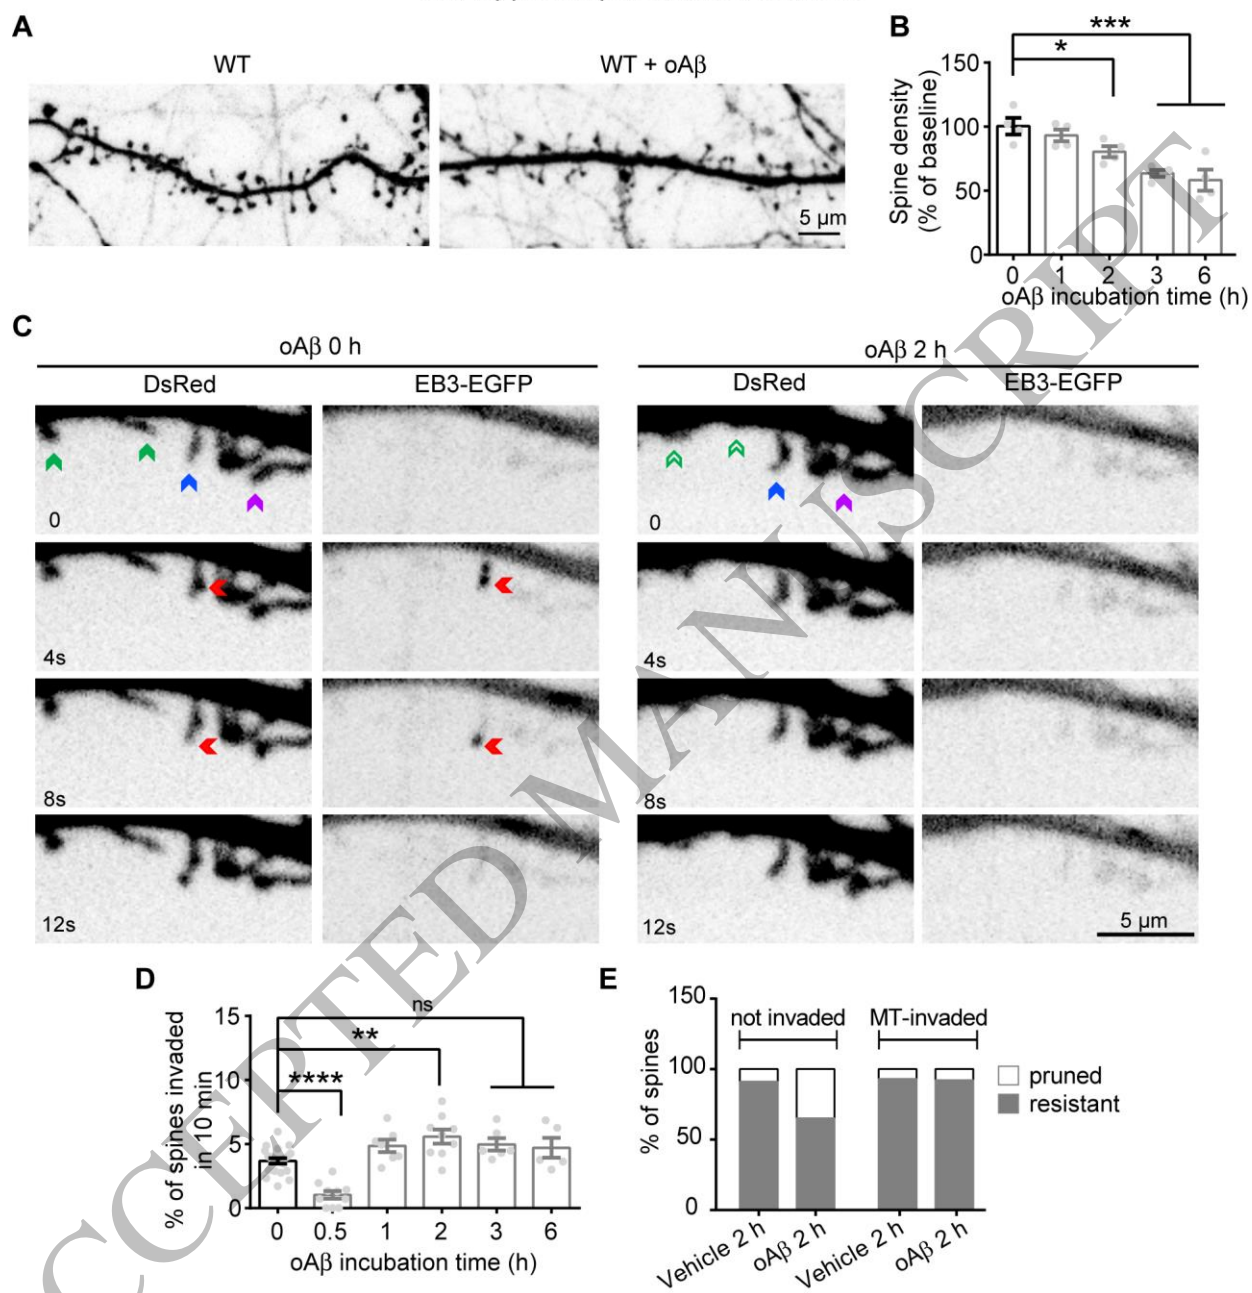 A
WT
WT + oAβ
5 μm
B
***
*
Spine density
(% of baseline)
150
100
50
0
0 1 2 3 6
oAβ incubation time (h)
C
oAβ 0 h
oAβ 2 h
DsRed
EB3-EGFP
DsRed
EB3-EGFP
0
0
4s
4s
8s
8s
12s
12s
5 μm
D
ns
**
****
% of spines invaded
in 10 min
15
10
5
0
0 0.5 1 2 3 6
oAβ incubation time (h)
E
% of spines
150
100
50
0
not invaded
MT-invaded
pruned
resistant
Vehicle 2 h
oAβ 2 h
Vehicle 2 h
oAβ 2 h
CCEPTED MANUSCRIPT